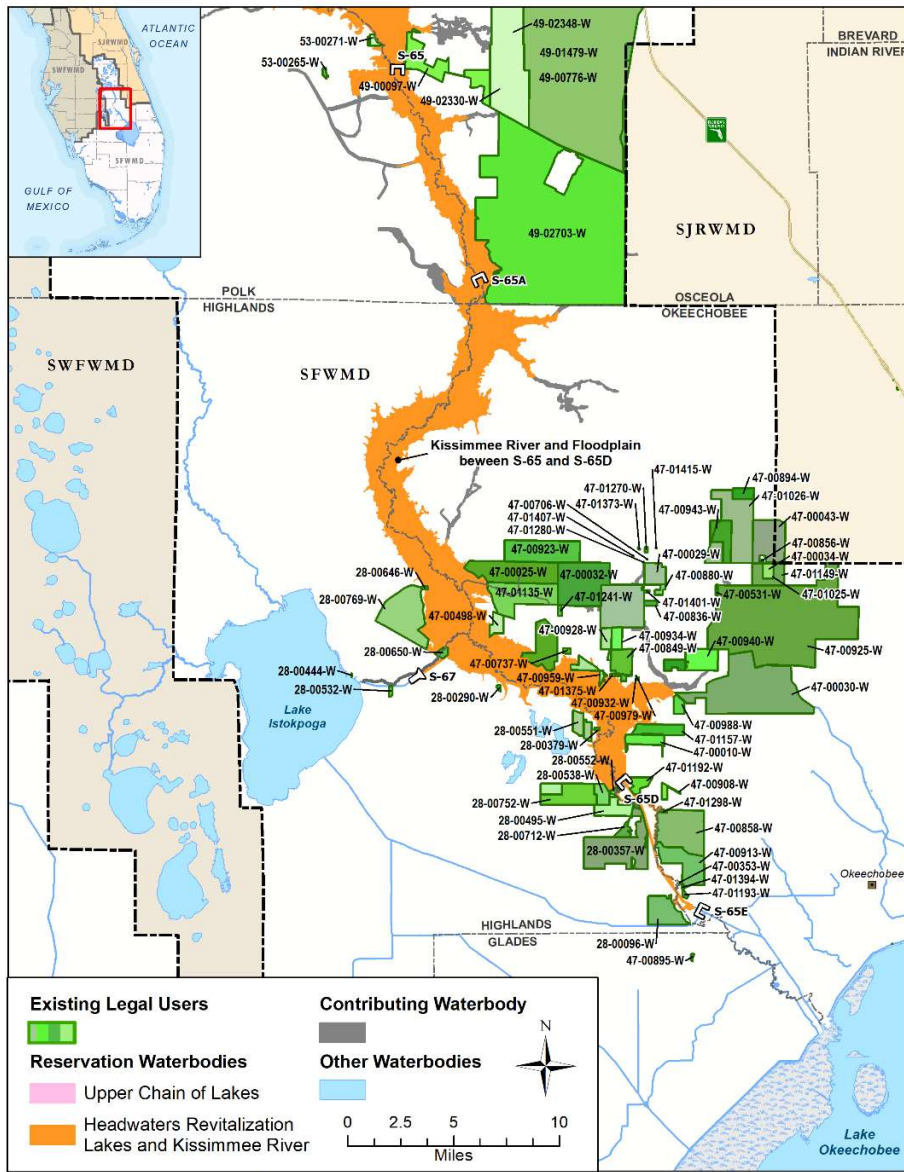 ATLANTIC
OCEAN
SJRWMD
SWFWMD
SFWMD
GULF OF
MEXICO
53-00271-W
S-65
53-00265-W
49-00097-W
49-02330-W
49-02348-W
49-01479-W
49-00776-W
BREVARD
INDIAN RIVER
49-02703-W
SJRWMD
S-65A
POLK
HIGHLANDS
OSCEOLA
OKEECHOBEE
SWFWMD
SFWMD
Kissimmee River and Floodplain
beween S-65 and S-65D
47-01415-W
47-01270-W
47-01373-W
47-00706-W
47-01407-W
47-01280-W
47-00894-W
47-01026-W
47-00943-W
47-00043-W
47-00856-W
47-00034-W
47-01149-W
47-01025-W
47-00923-W
47-00029-W
47-00025-W
47-00032-W
47-00880-W
28-00646-W
47-01135-W
47-01241-W
47-01401-W
47-00531-W
47-00836-W
28-00769-W
47-00498-W
47-00928-W
47-00934-W
47-00849-W
47-00940-W
47-00925-W
28-00650-W
47-00737-W
47-00959-W
47-01375-W
47-00932-W
47-00979-W
47-00030-W
28-00444-W
S-67
28-00532-W
28-00290-W
Lake
Istokpoga
47-00988-W
47-01157-W
47-00010-W
28-00551-W
28-00379-W
28-00552-W
28-00538-W
47-01192-W
47-00908-W
S-65D
47-01298-W
28-00752-W
28-00495-W
28-00712-W
28-00357-W
47-00858-W
47-00913-W
47-00353-W
47-01394-W
47-01193-W
Okeechobee
S-65E
HIGHLANDS
GLADES
28-00096-W
47-00895-W
Existing Legal Users
Reservation Waterbodies
Upper Chain of Lakes
Headwaters Revitalization
Lakes and Kissimmee River
Contributing Waterbody
Other Waterbodies
N
0 2.5 5 10
Miles
Lake
Okeechobee